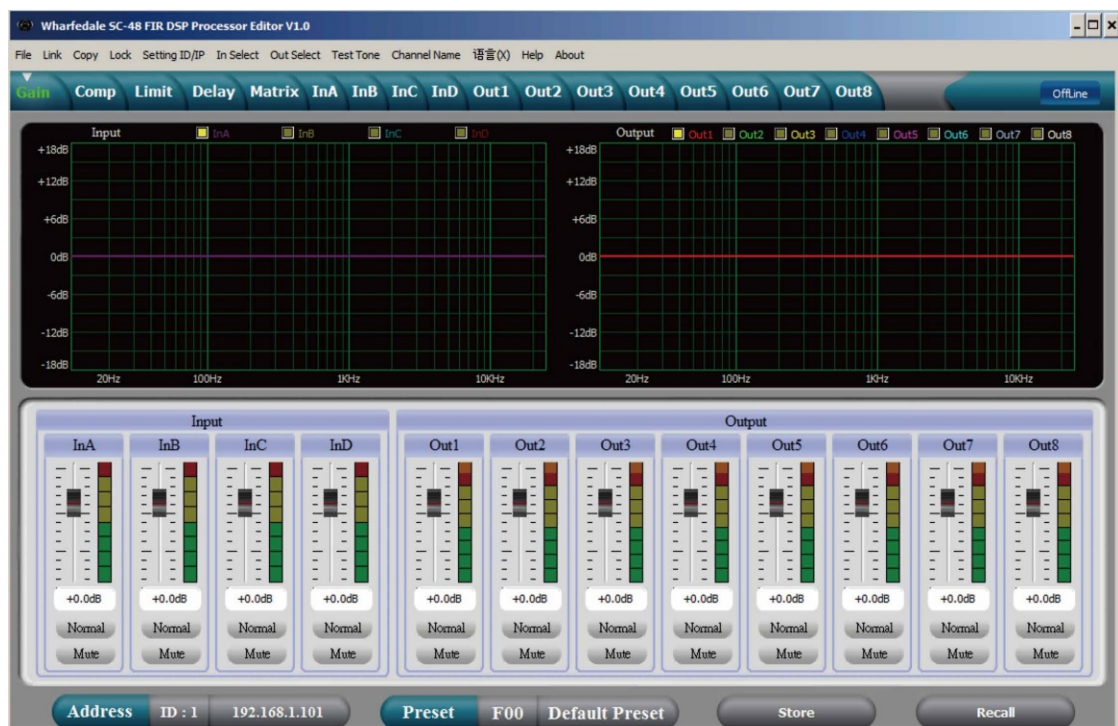 Wharfedale SC-48 FIR DSP Processor Editor V1.0
File Link Copy Lock Setting ID/IP In Select Out Select Test Tone Channel Name 语言(X) Help About
Gain Comp Limit Delay Matrix InA InB InC InD Out1 Out2 Out3 Out4 Out5 Out6 Out7 Out8 OffLine
Input InA InB InC InD
+18dB
+12dB
+6dB
0dB
-6dB
-12dB
-18dB
20Hz 100Hz 1KHz 10KHz
Output Out1 Out2 Out3 Out4 Out5 Out6 Out7 Out8
+18dB
+12dB
+6dB
0dB
-6dB
-12dB
-18dB
20Hz 100Hz 1KHz 10KHz
Input
InA InB InC InD
+0.0dB +0.0dB +0.0dB +0.0dB
Normal Normal Normal Normal
Mute Mute Mute Mute
Output
Out1 Out2 Out3 Out4 Out5 Out6 Out7 Out8
+0.0dB +0.0dB +0.0dB +0.0dB +0.0dB +0.0dB +0.0dB +0.0dB
Normal Normal Normal Normal Normal Normal Normal Normal
Mute Mute Mute Mute Mute Mute Mute Mute
Address ID : 1 192.168.1.101 Preset F00 Default Preset Store Recall